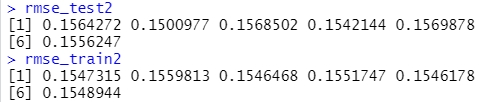 > rmse_test2
[1] 0.1564272 0.1500977 0.1568502 0.1542144 0.1569878
[6] 0.1556247
> rmse_train2
[1] 0.1547315 0.1559813 0.1546468 0.1551747 0.1546178
[6] 0.1548944